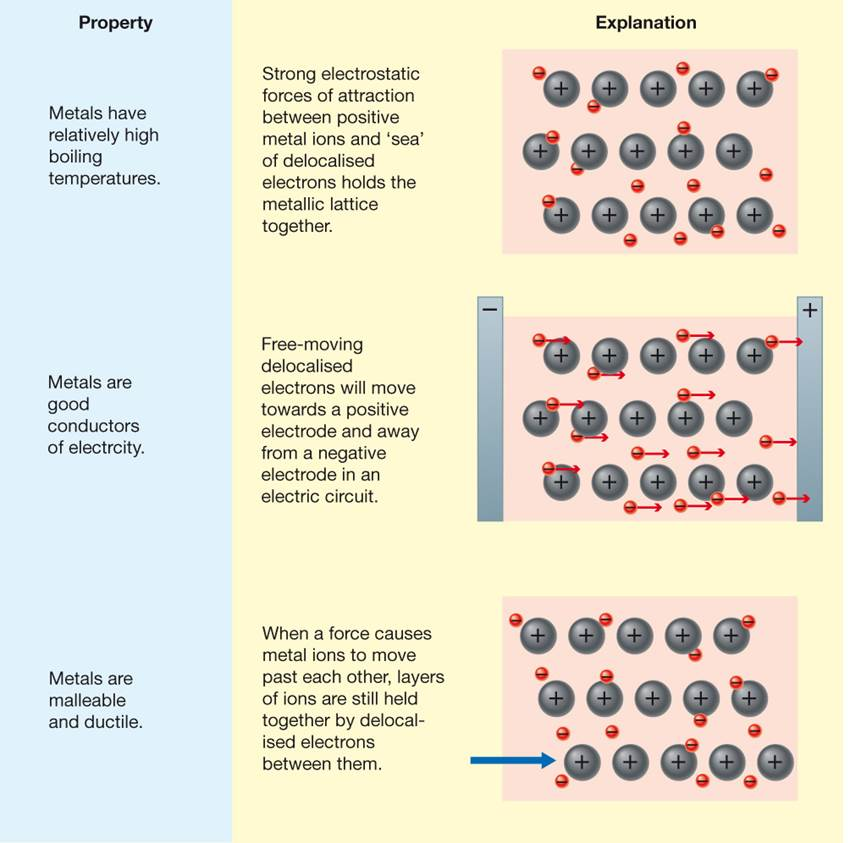 Property
Explanation
Metals have
relatively high
boiling
temperatures.
Strong electrostatic
forces of attraction
between positive
metal ions and ‘sea’
of delocalised
electrons holds the
metallic lattice
together.
+ + + + +
+ + + + +
+ + + + +
Metals are
good
conductors
of electrcity.
Free-moving
delocalised
electrons will move
towards a positive
electrode and away
from a negative
electrode in an
electric circuit.
− +
+ + + + +
+ + + + +
+ + + + +
Metals are
malleable
and ductile.
When a force causes
metal ions to move
past each other, layers
of ions are still held
together by delocal-
ised electrons
between them.
+ + + + +
+ + + + +
+ + + + +